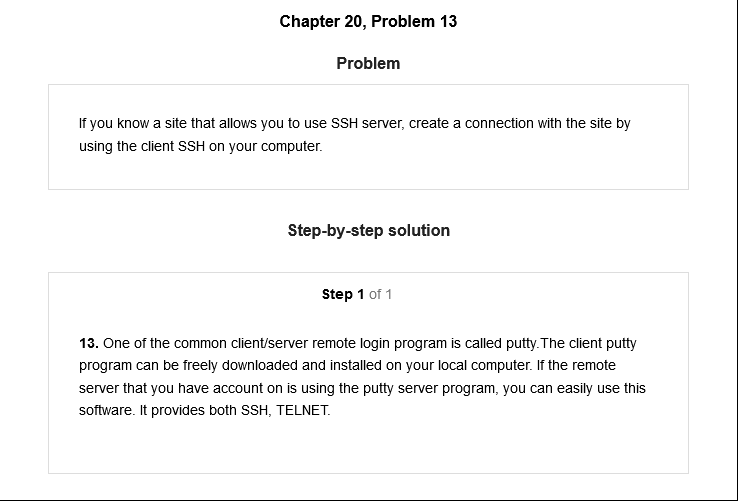 Chapter 20, Problem 13
Problem
If you know a site that allows you to use SSH server, create a connection with the site by
using the client SSH on your computer.
Step-by-step solution
Step 1 of 1
13. One of the common client/server remote login program is called putty.The client putty
program can be freely downloaded and installed on your local computer. If the remote
server that you have account on is using the putty server program, you can easily use this
software. It provides both SSH, TELNET.